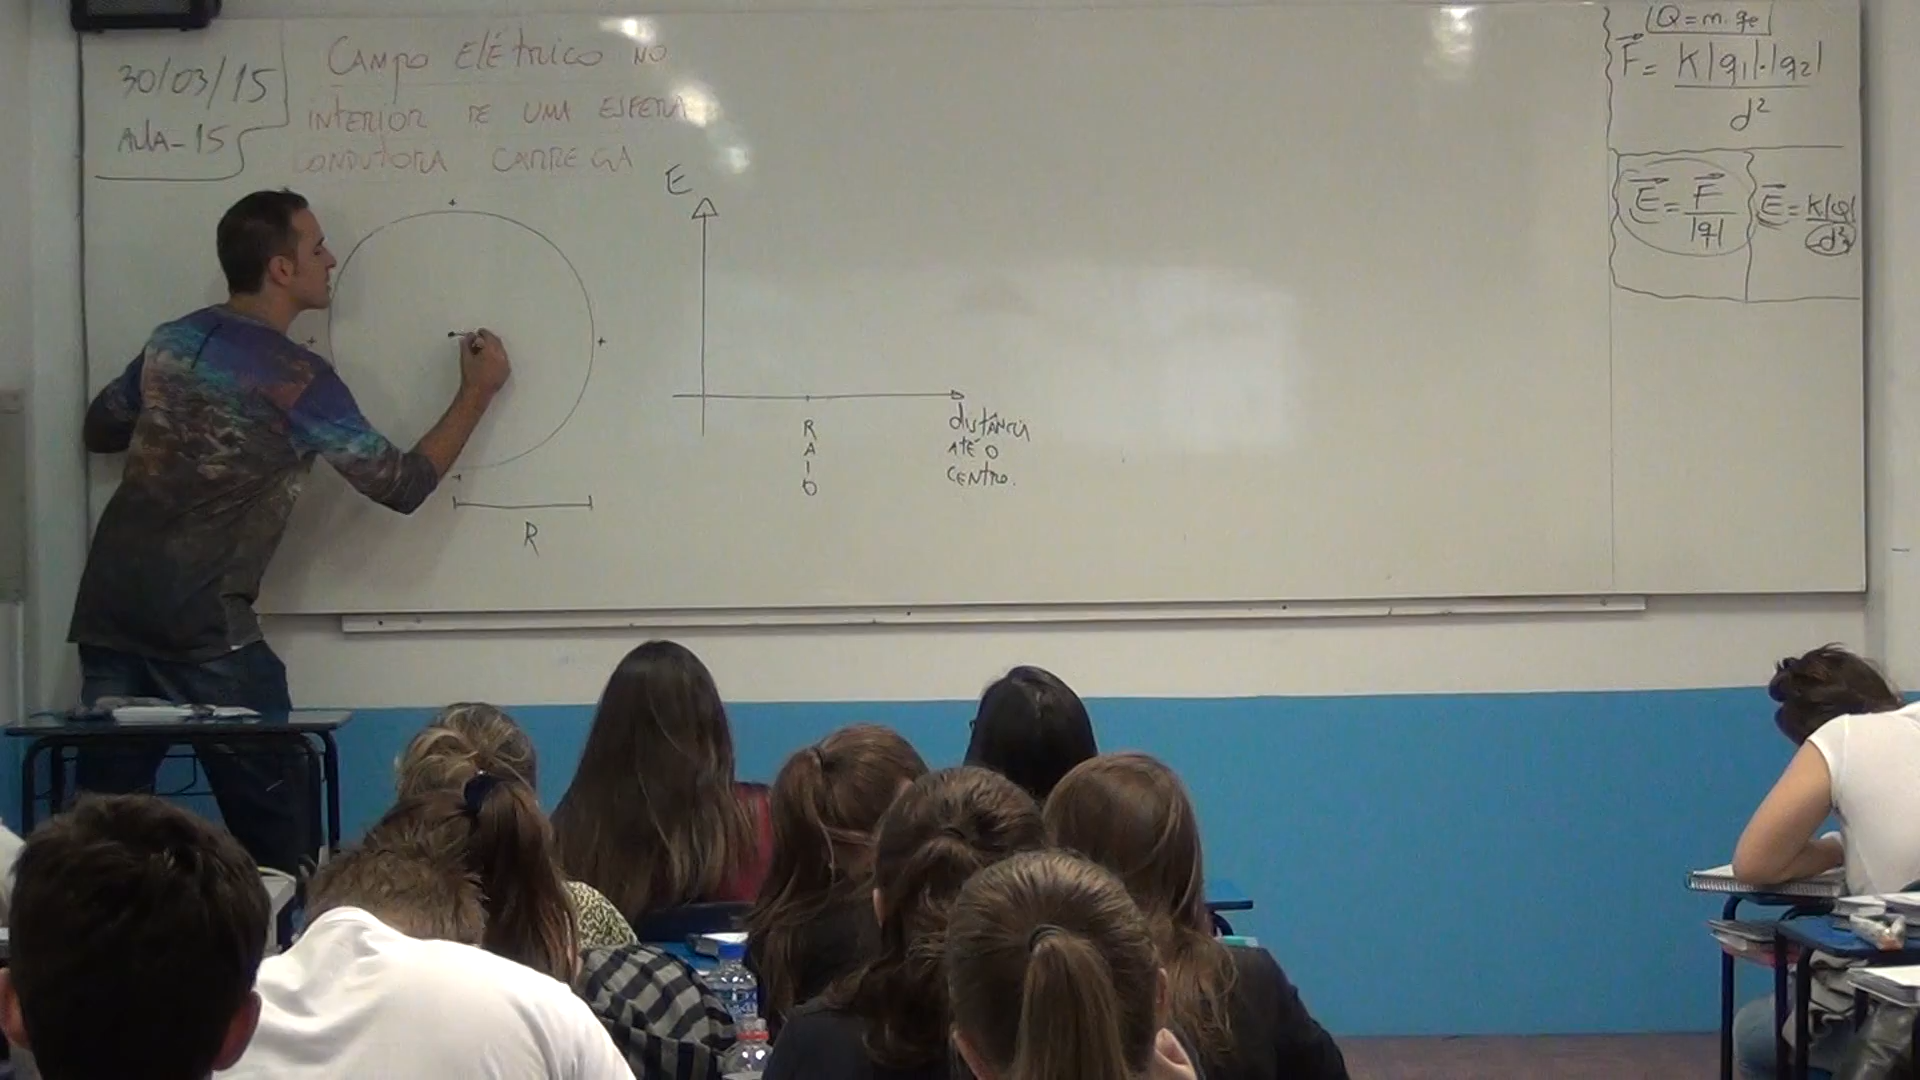 30/03/15
AULA-15
CAMPO ELÉTRICO NO
INTERIOR DE UMA ESFERA
CONDUTORA CARREGA
+
+
+
R
E
R
A
I
O
distância
ATÉ O
CENTRO.
|Q=m.qe|
F = K|q1|.|q2|
d²
E = F
|q|
E = K|Q|
d²